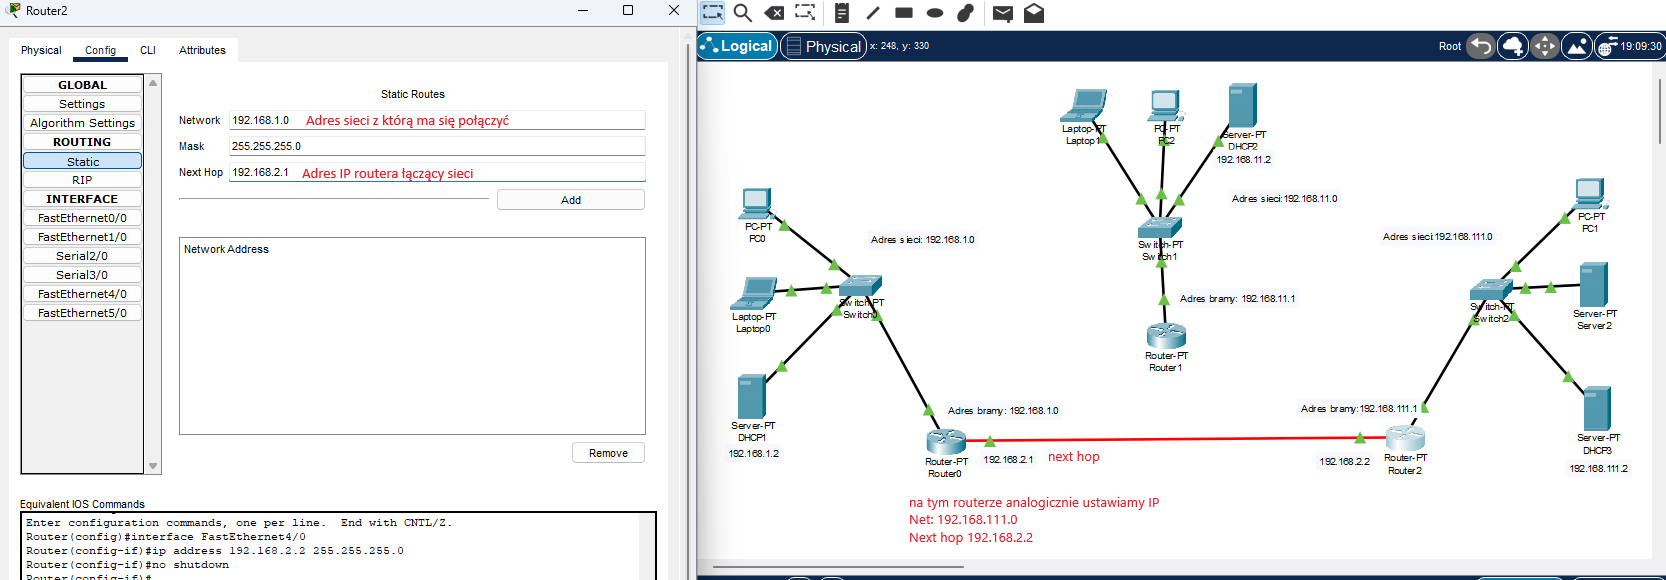 Router2
Physical
Config
CLI
Attributes
GLOBAL
Settings
Algorithm Settings
ROUTING
Static
RIP
INTERFACE
FastEthernet0/0
FastEthernet1/0
Serial2/0
Serial3/0
FastEthernet4/0
FastEthernet5/0
Static Routes
Network 192.168.1.0 Adres sieci z którą ma się połączyć
Mask 255.255.255.0
Next Hop 192.168.2.1 Adres IP routera łączący sieci
Add
Network Address
Remove
Equivalent IOS Commands
Enter configuration commands, one per line. End with CNTL/Z.
Router(config)#interface FastEthernet4/0
Router(config-if)#ip address 192.168.2.2 255.255.255.0
Router(config-if)#no shutdown
Router(config-if)#
Logical
Physical
x: 248, y: 330
Root
19:09:30
Laptop-PT
Laptop1
PC-PT
PC2
Server-PT
DHCP2
192.168.11.2
Adres sieci:192.168.11.0
Switch-PT
Switch1
Adres bramy: 192.168.11.1
Router-PT
Router1
PC-PT
PC0
Adres sieci: 192.168.1.0
Laptop-PT
Laptop0
Switch-PT
Switch0
Server-PT
DHCP1
192.168.1.2
Adres bramy: 192.168.1.0
Router-PT
Router0
192.168.2.1
next hop
PC-PT
PC1
Adres sieci:192.168.111.0
Switch-PT
Switch2
Server-PT
Server2
Adres bramy:192.168.111.1
192.168.2.2
Router-PT
Router2
Server-PT
DHCP3
192.168.111.2
na tym routerze analogicznie ustawiamy IP
Net: 192.168.111.0
Next hop 192.168.2.2